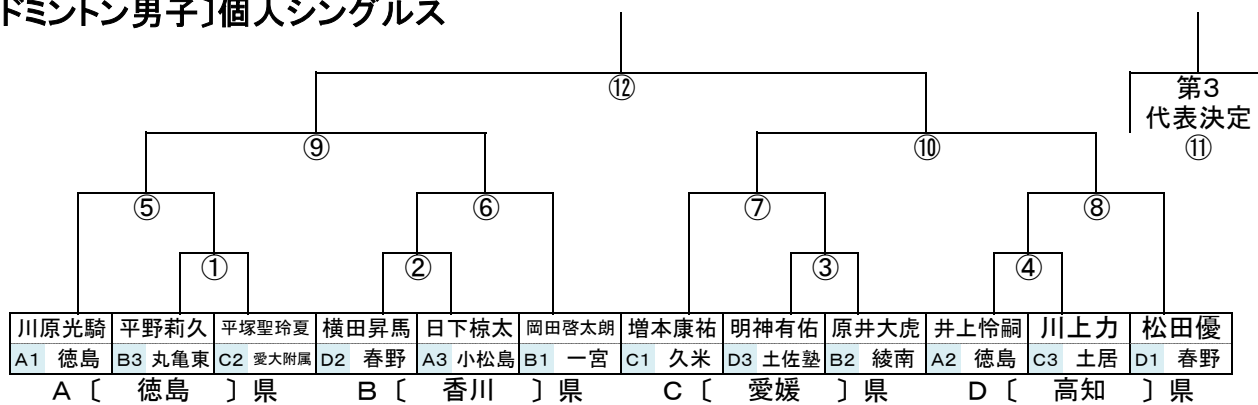 ドミントン男子〕個人シングルス
⑫
第3
代表決定
⑨ ⑩ ⑪
⑤ ⑥ ⑦ ⑧
① ② ③ ④
川原光騎 平野莉久 平塚聖玲夏 横田昇馬 日下椋太 岡田啓太朗 増本康祐 明神有佑 原井大虎 井上怜嗣 川上力 松田優
A1 徳島 B3 丸亀東 C2 愛大附属 D2 春野 A3 小松島 B1 一宮 C1 久米 D3 土佐塾 B2 綾南 A2 徳島 C3 土居 D1 春野
A〔 徳島 〕県 B〔 香川 〕県 C〔 愛媛 〕県 D〔 高知 〕県